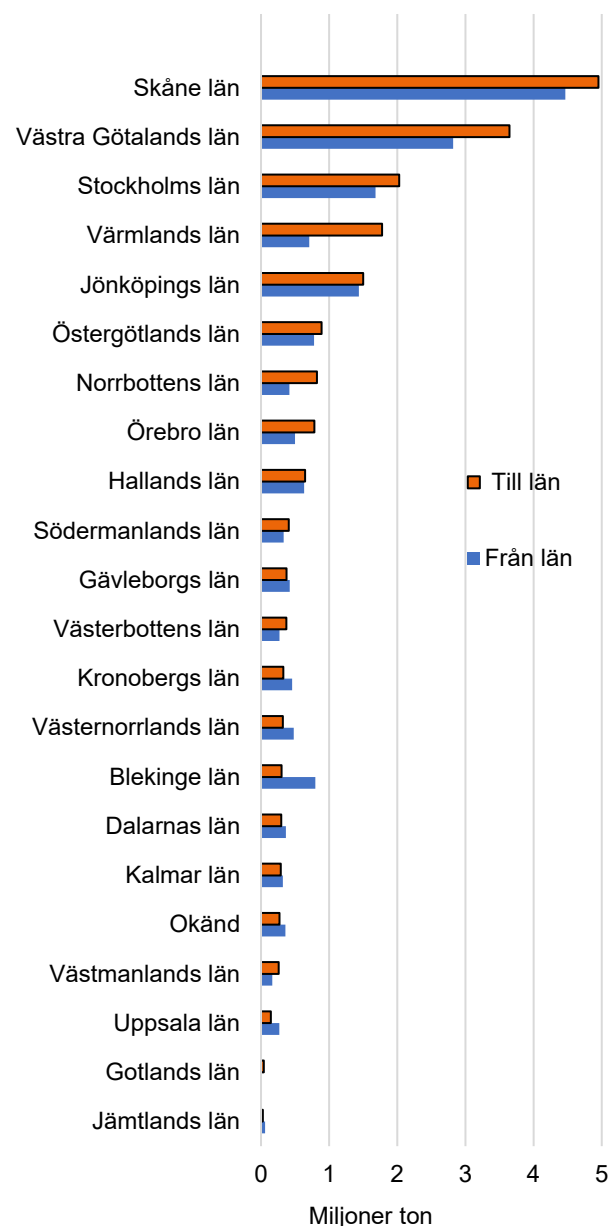 Skåne län
Västra Götalands län
Stockholms län
Värmlands län
Jönköpings län
Östergötlands län
Norrbottens län
Örebro län
Hallands län
Södermanlands län
Gävleborgs län
Västerbottens län
Kronobergs län
Västernorrlands län
Blekinge län
Dalarnas län
Kalmar län
Okänd
Västmanlands län
Uppsala län
Gotlands län
Jämtlands län
Till län
Från län
0 1 2 3 4 5
Miljoner ton